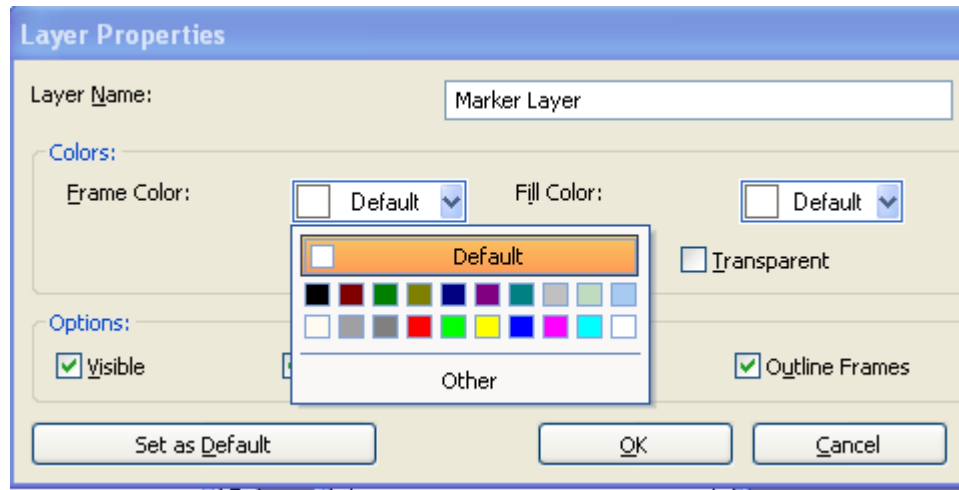 Layer Properties
Layer Name:
Marker Layer
Colors:
Frame Color:
Default
Fill Color:
Default
Default
Transparent
Options:
Visible
Outline Frames
Other
Set as Default
OK
Cancel